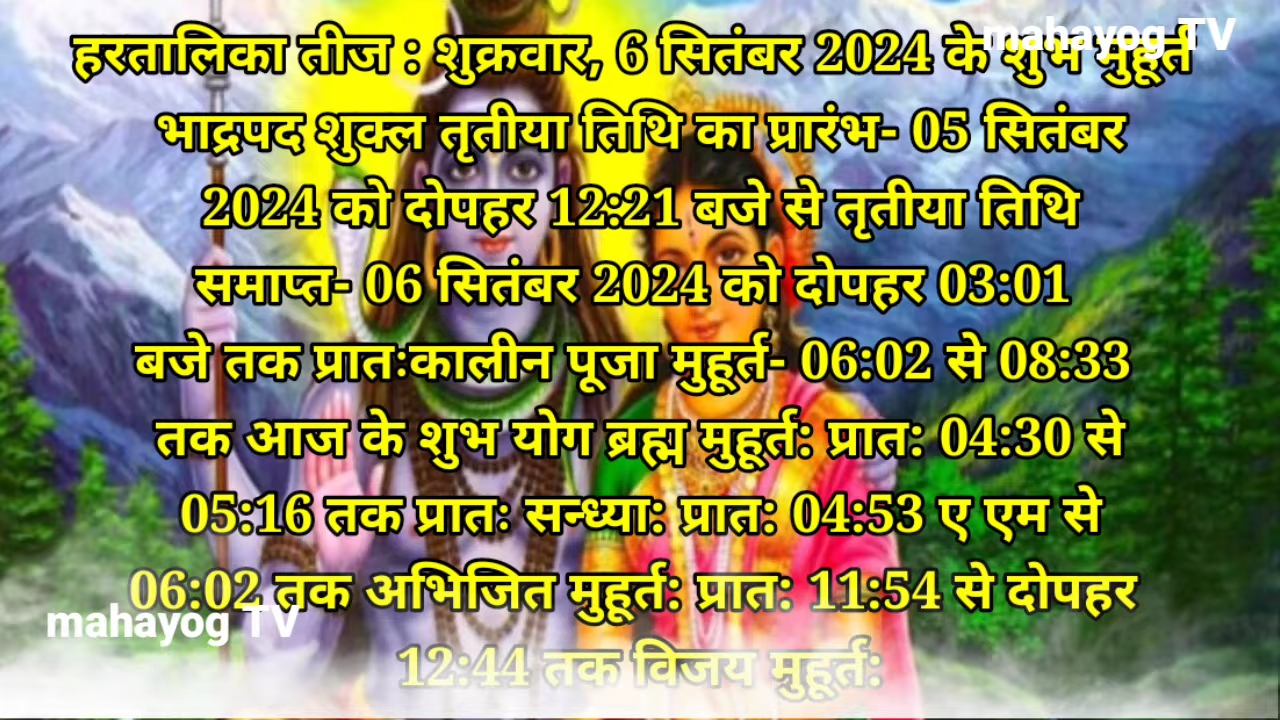 mahayog TV
हरतालिका तीज : शुक्रवार, 6 सितंबर 2024 के शुभ मुहूर्त
भाद्रपद शुक्ल तृतीया तिथि का प्रारंभ- 05 सितंबर
2024 को दोपहर 12:21 बजे से तृतीया तिथि
समाप्त- 06 सितंबर 2024 को दोपहर 03:01
बजे तक प्रातःकालीन पूजा मुहूर्त- 06:02 से 08:33
तक आज के शुभ योग ब्रह्म मुहूर्त: प्रात: 04:30 से
05:16 तक प्रातः सन्ध्या: प्रात: 04:53 ए एम से
06:02 तक अभिजित मुहूर्त: प्रात: 11:54 से दोपहर
mahayog TV
12:44 तक विजय मुहूर्त: